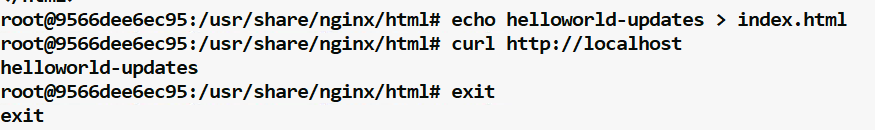 root@9566dee6ec95:/usr/share/nginx/html# echo helloworld-updates > index.html
root@9566dee6ec95:/usr/share/nginx/html# curl http://localhost
helloworld-updates
root@9566dee6ec95:/usr/share/nginx/html# exit
exit